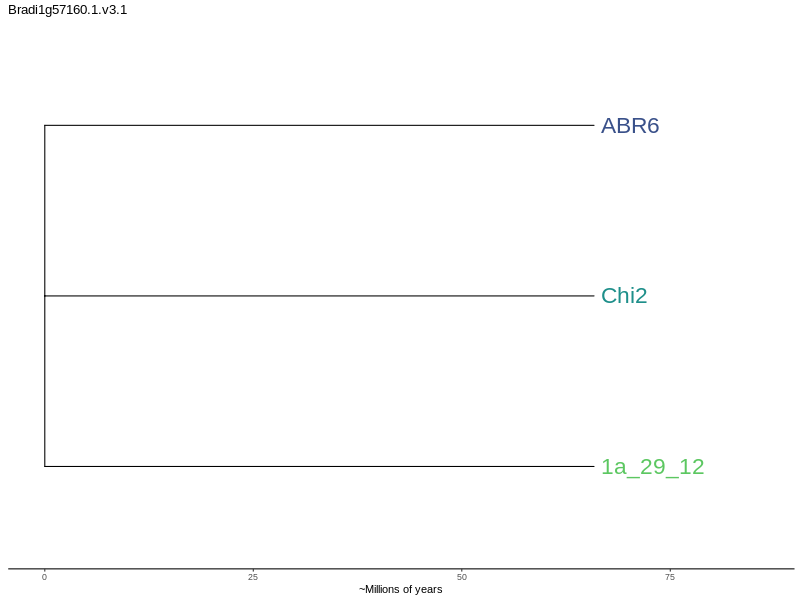 Bradi1g57160.1.v3.1
ABR6
Chi2
1a_29_12
0 25 50 75
~Millions of years